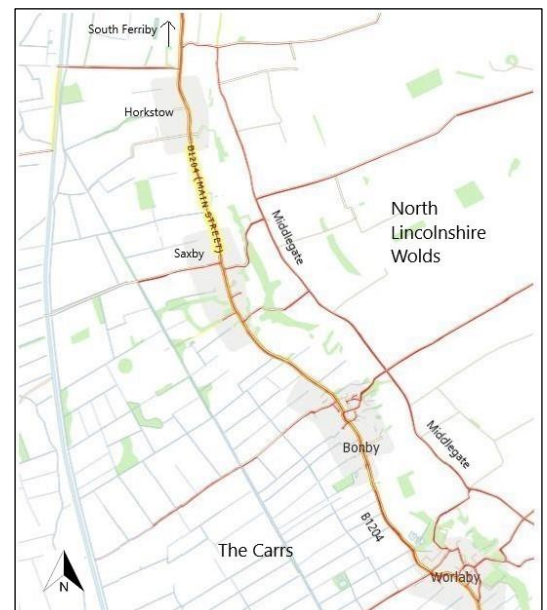 South Ferriby
Horkstow
B1204 (MAIN STREET)
North
Lincolnshire
Wolds
Middlegate
Saxby
Middlegate
Bonby
B1204
The Carrs
Worlaby
N